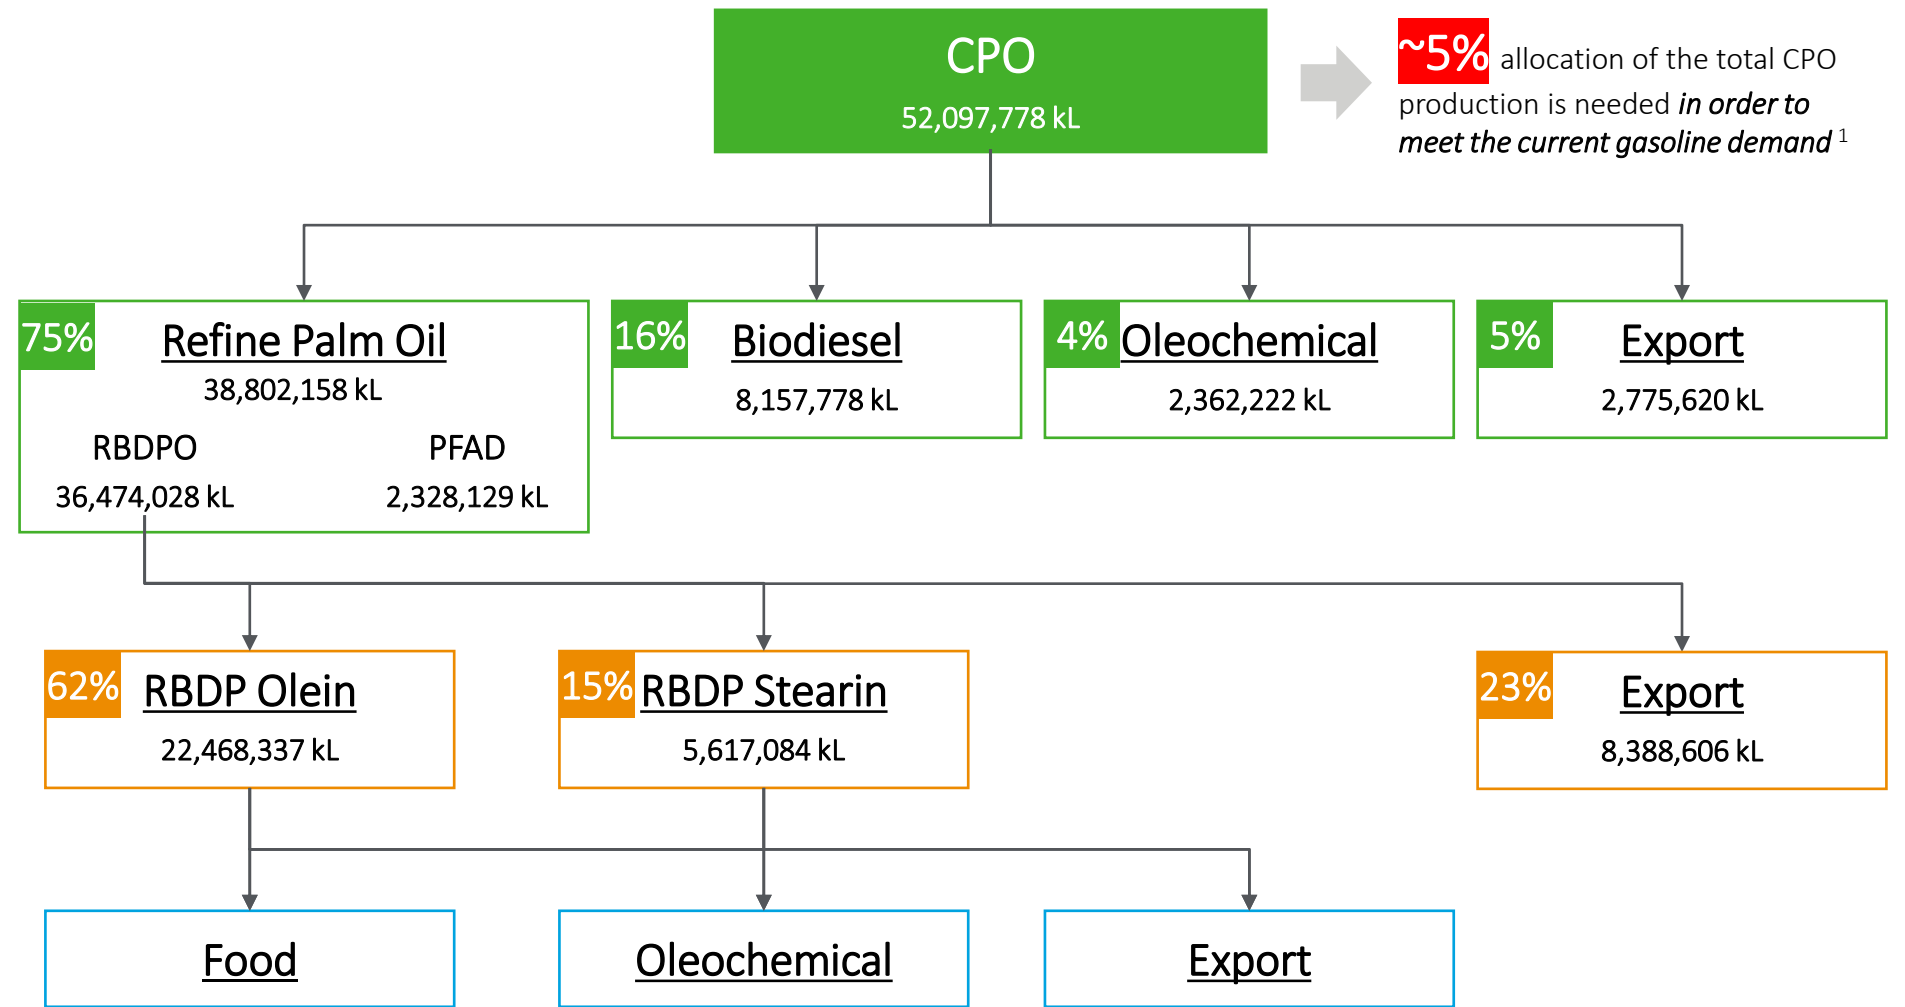 CPO
52,097,778 kL
~5% allocation of the total CPO
production is needed in order to
meet the current gasoline demand 1
75%
Refine Palm Oil
38,802,158 kL
RBDPO
PFAD
36,474,028 kL
2,328,129 kL
16%
Biodiesel
8,157,778 kL
4%
Oleochemical
2,362,222 kL
5%
Export
2,775,620 kL
62%
RBDP Olein
22,468,337 kL
15%
RBDP Stearin
5,617,084 kL
23%
Export
8,388,606 kL
Food
Oleochemical
Export